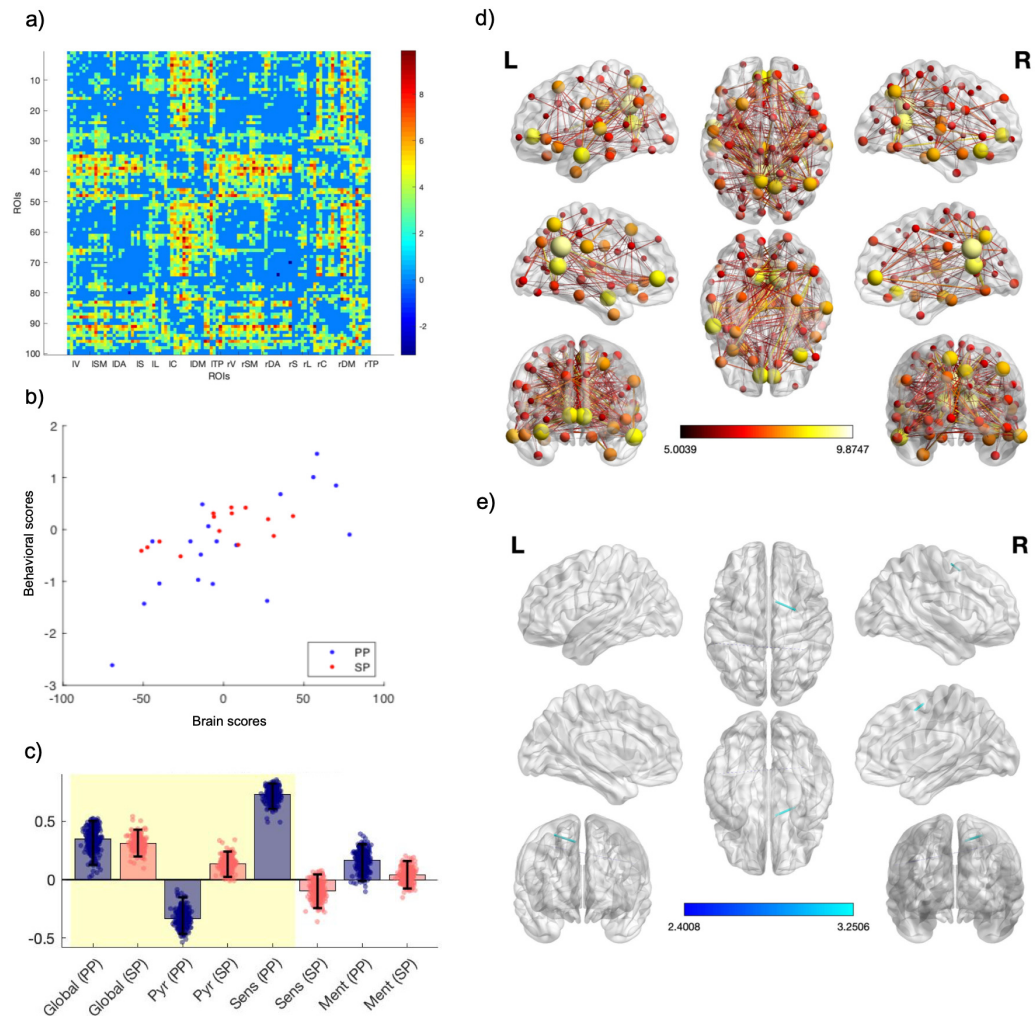 a)
10
20
30
40
50
60
70
80
90
100
ROIs
lV lSM lDA lS lL lC lDM lTP rV rSM rDA rS rL rC rDM rTP
ROIs
8
6
4
2
0
-2
b)
2
1
0
-1
-2
-3
Behavioral scores
-100 -50 0 50 100
Brain scores
PP
SP
c)
0.5
0
-0.5
Global (PP)
Global (SP)
Pyr (PP)
Pyr (SP)
Sens (PP)
Sens (SP)
Ment (PP)
Ment (SP)
d)
L R
5.0039 9.8747
e)
L R
2.4008 3.2506